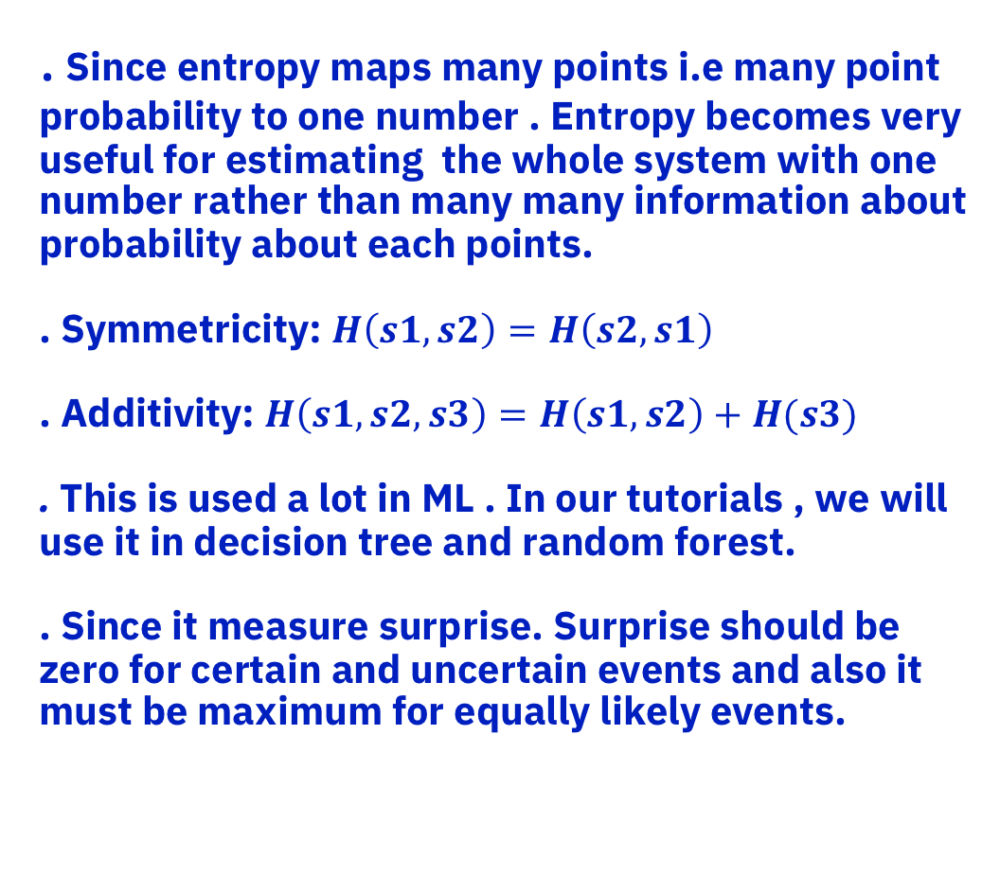 . Since entropy maps many points i.e many point
probability to one number . Entropy becomes very
useful for estimating  the whole system with one
number rather than many many information about
probability about each points.
. Symmetricity: H(s1, s2) = H(s2, s1)
. Additivity: H(s1, s2, s3) = H(s1, s2) + H(s3)
. This is used a lot in ML . In our tutorials , we will
use it in decision tree and random forest.
. Since it measure surprise. Surprise should be
zero for certain and uncertain events and also it
must be maximum for equally likely events.